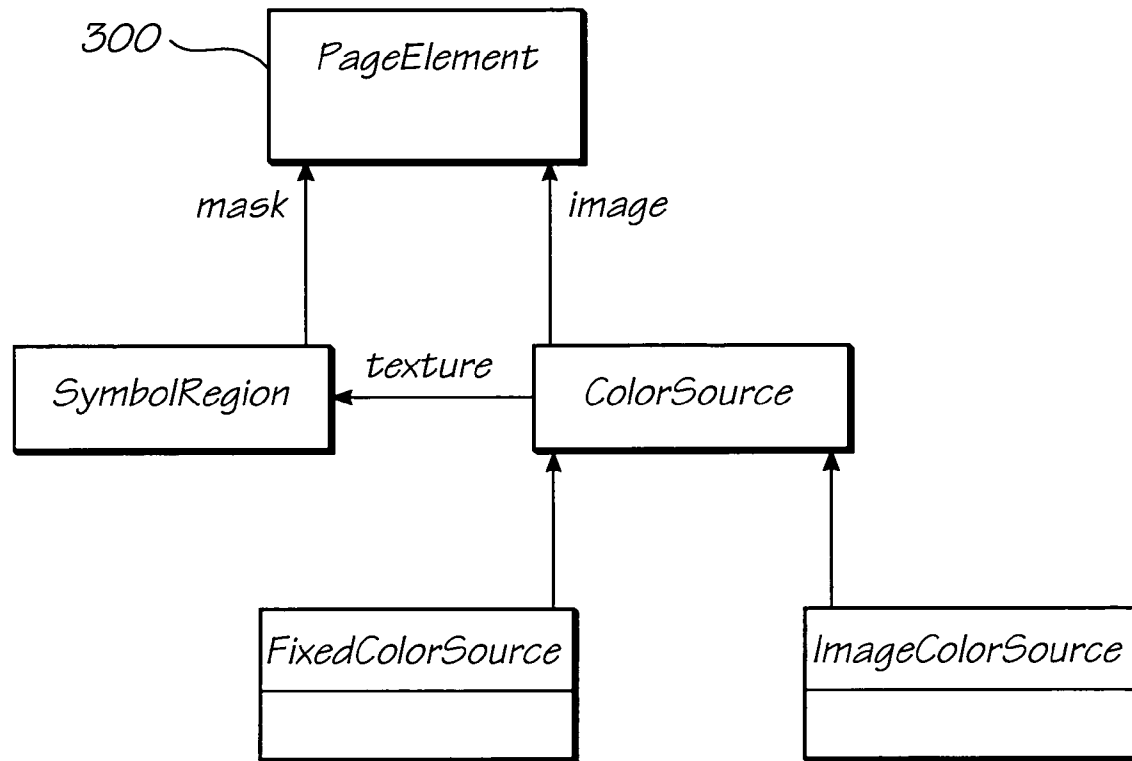 300
PageElement
mask
image
SymbolRegion
texture
ColorSource
FixedColorSource
ImageColorSource